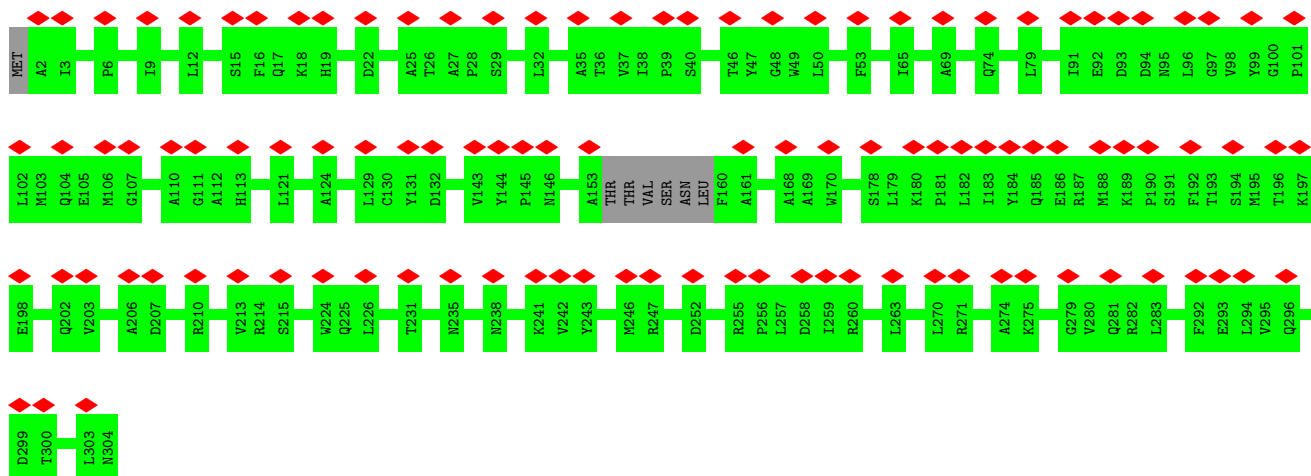 MET A2 I3 P6 I9 L12 S15 F16 Q17 K18 H19 D22 A25 T26 A27 P28 S29 L32 A35 T36 V37 I38 P39 S40 T46 Y47 G48 W49 L50 F53 I65 A69 Q74 L79 I91 E92 D93 D94 N95 L96 G97 V98 Y99 G100 P101
L102 M103 Q104 E105 M106 G107 A110 G111 A112 H113 L121 A124 L129 C130 Y131 D132 V143 Y144 P145 N146 A153 THR THR VAL SER ASN LEU F160 A161 A168 A169 W170 S178 L179 K180 P181 L182 I183 Y184 Q185 E186 R187 M188 K189 P190 S191 F192 T193 S194 M195 T196 K197
E198 Q202 V203 A206 D207 R210 V213 R214 S215 W224 Q225 L226 T231 N235 N238 K241 V242 Y243 M246 R247 D252 R255 P256 L257 D258 I259 R260 L263 L270 R271 A274 K275 G279 V280 Q281 R282 L283 F292 E293 L294 V295 Q296
D299 T300 L303 N304